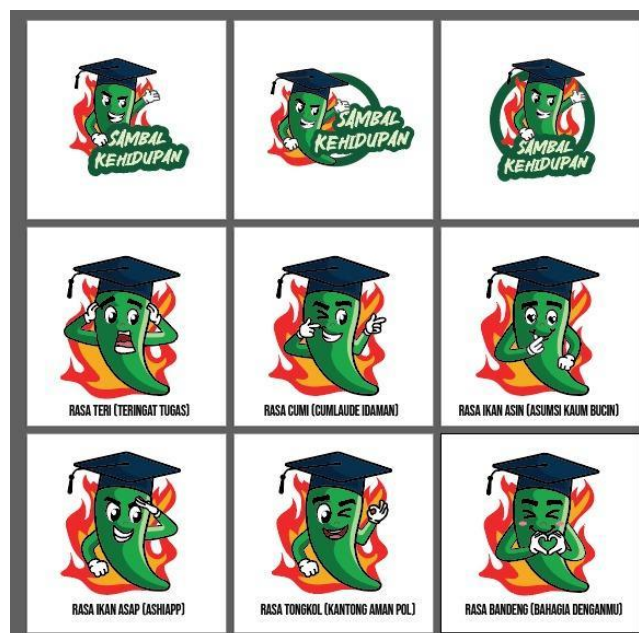 SAMBAL
KEHIDUPAN
SAMBAL
KEHIDUPAN
SAMBAL
KEHIDUPAN
RASA TERI (TERINGAT TUGAS)
RASA CUMI (CUMLAUDE IDAMAN)
RASA IKAN ASIN (ASUMSI KAUM BUCIN)
RASA IKAN ASAP (ASHIAPP)
RASA TONGKOL (KANTONG AMAN POL)
RASA BANDENG (BAHAGIA DENGANMU)